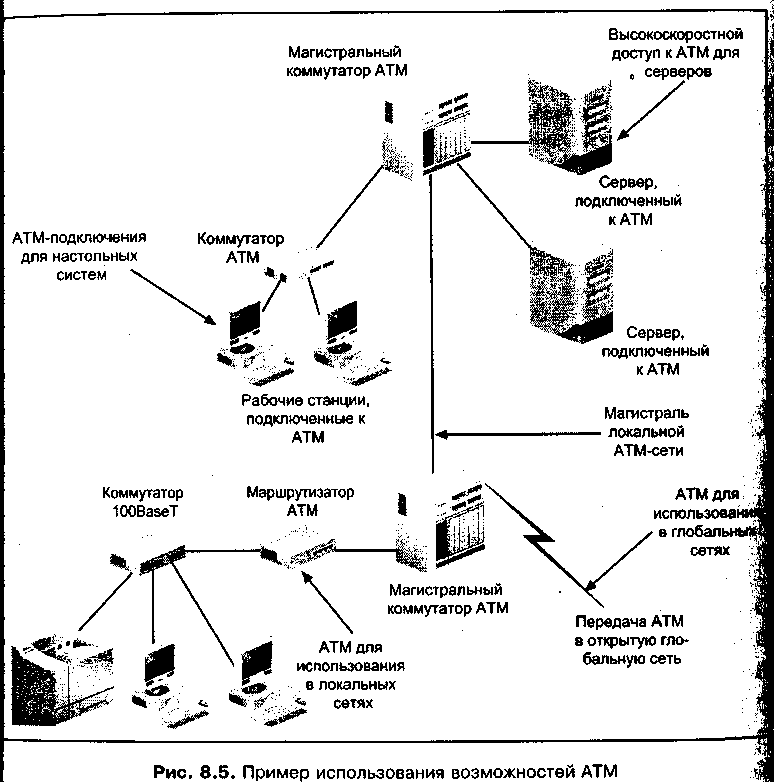 Высокоскоростной
доступ к АТМ для
серверов
Магистральный
коммутатор АТМ
Сервер,
подключенный
к АТМ
АТМ-подключения
для настольных
систем
Коммутатор
АТМ
Сервер,
подключенный
к АТМ
Рабочие станции,
подключенные к
АТМ
Магистраль
локальной
АТМ-сети
Коммутатор
100BaseT
Маршрутизатор
АТМ
АТМ для
в глобальных
сетях
Магистральный
коммутатор АТМ
АТМ для
использования
в локальных
сетях
Передача АТМ
в открытую гло-
бальную сеть
Рис. 8.5. Пример использования возможностей АТМ